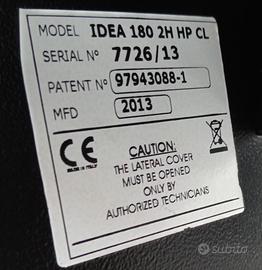 MODEL IDEA 180 2H HP CL
SERIAL N° 7726/13
PATENT N° 97943088-1
MFD 2013
CE
MADE IN ITALY
CAUTION:
THE LATERAL COVER
MUST BE OPENED
ONLY BY
AUTHORIZED TECHNICIANS
subito